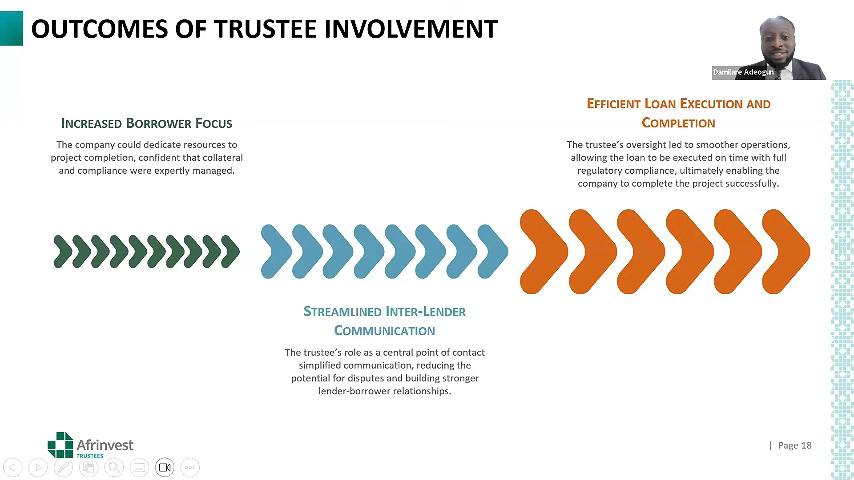 OUTCOMES OF TRUSTEE INVOLVEMENT
Damilare Adeogun
INCREASED BORROWER FOCUS
The company could dedicate resources to
project completion, confident that collateral
and compliance were expertly managed.
EFFICIENT LOAN EXECUTION AND
COMPLETION
The trustee's oversight led to smoother operations,
allowing the loan to be executed on time with full
regulatory compliance, ultimately enabling the
company to complete the project successfully.
STREAMLINED INTER-LENDER
COMMUNICATION
The trustee's role as a central point of contact
simplified communication, reducing the
potential for disputes and building stronger
lender-borrower relationships.
Afrinvest
TRUSTEES
| Page 18